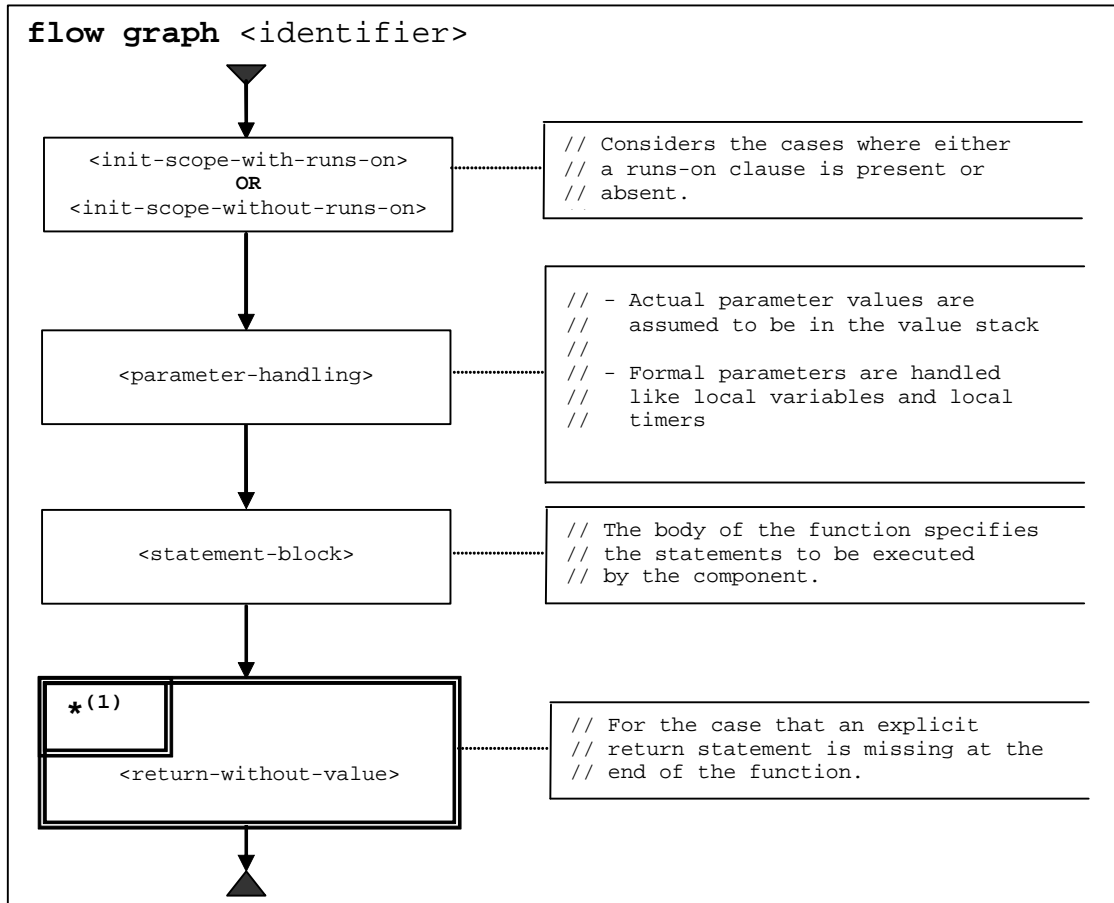 flow graph <identifier>
<init-scope-with-runs-on>
OR
<init-scope-without-runs-on>
// Considers the cases where either
// a runs-on clause is present or
// absent.
<parameter-handling>
// - Actual parameter values are
//   assumed to be in the value stack
//
// - Formal parameters are handled
//   like local variables and local
//   timers
<statement-block>
// The body of the function specifies
// the statements to be executed
// by the component.
*(1)
<return-without-value>
// For the case that an explicit
// return statement is missing at the
// end of the function.